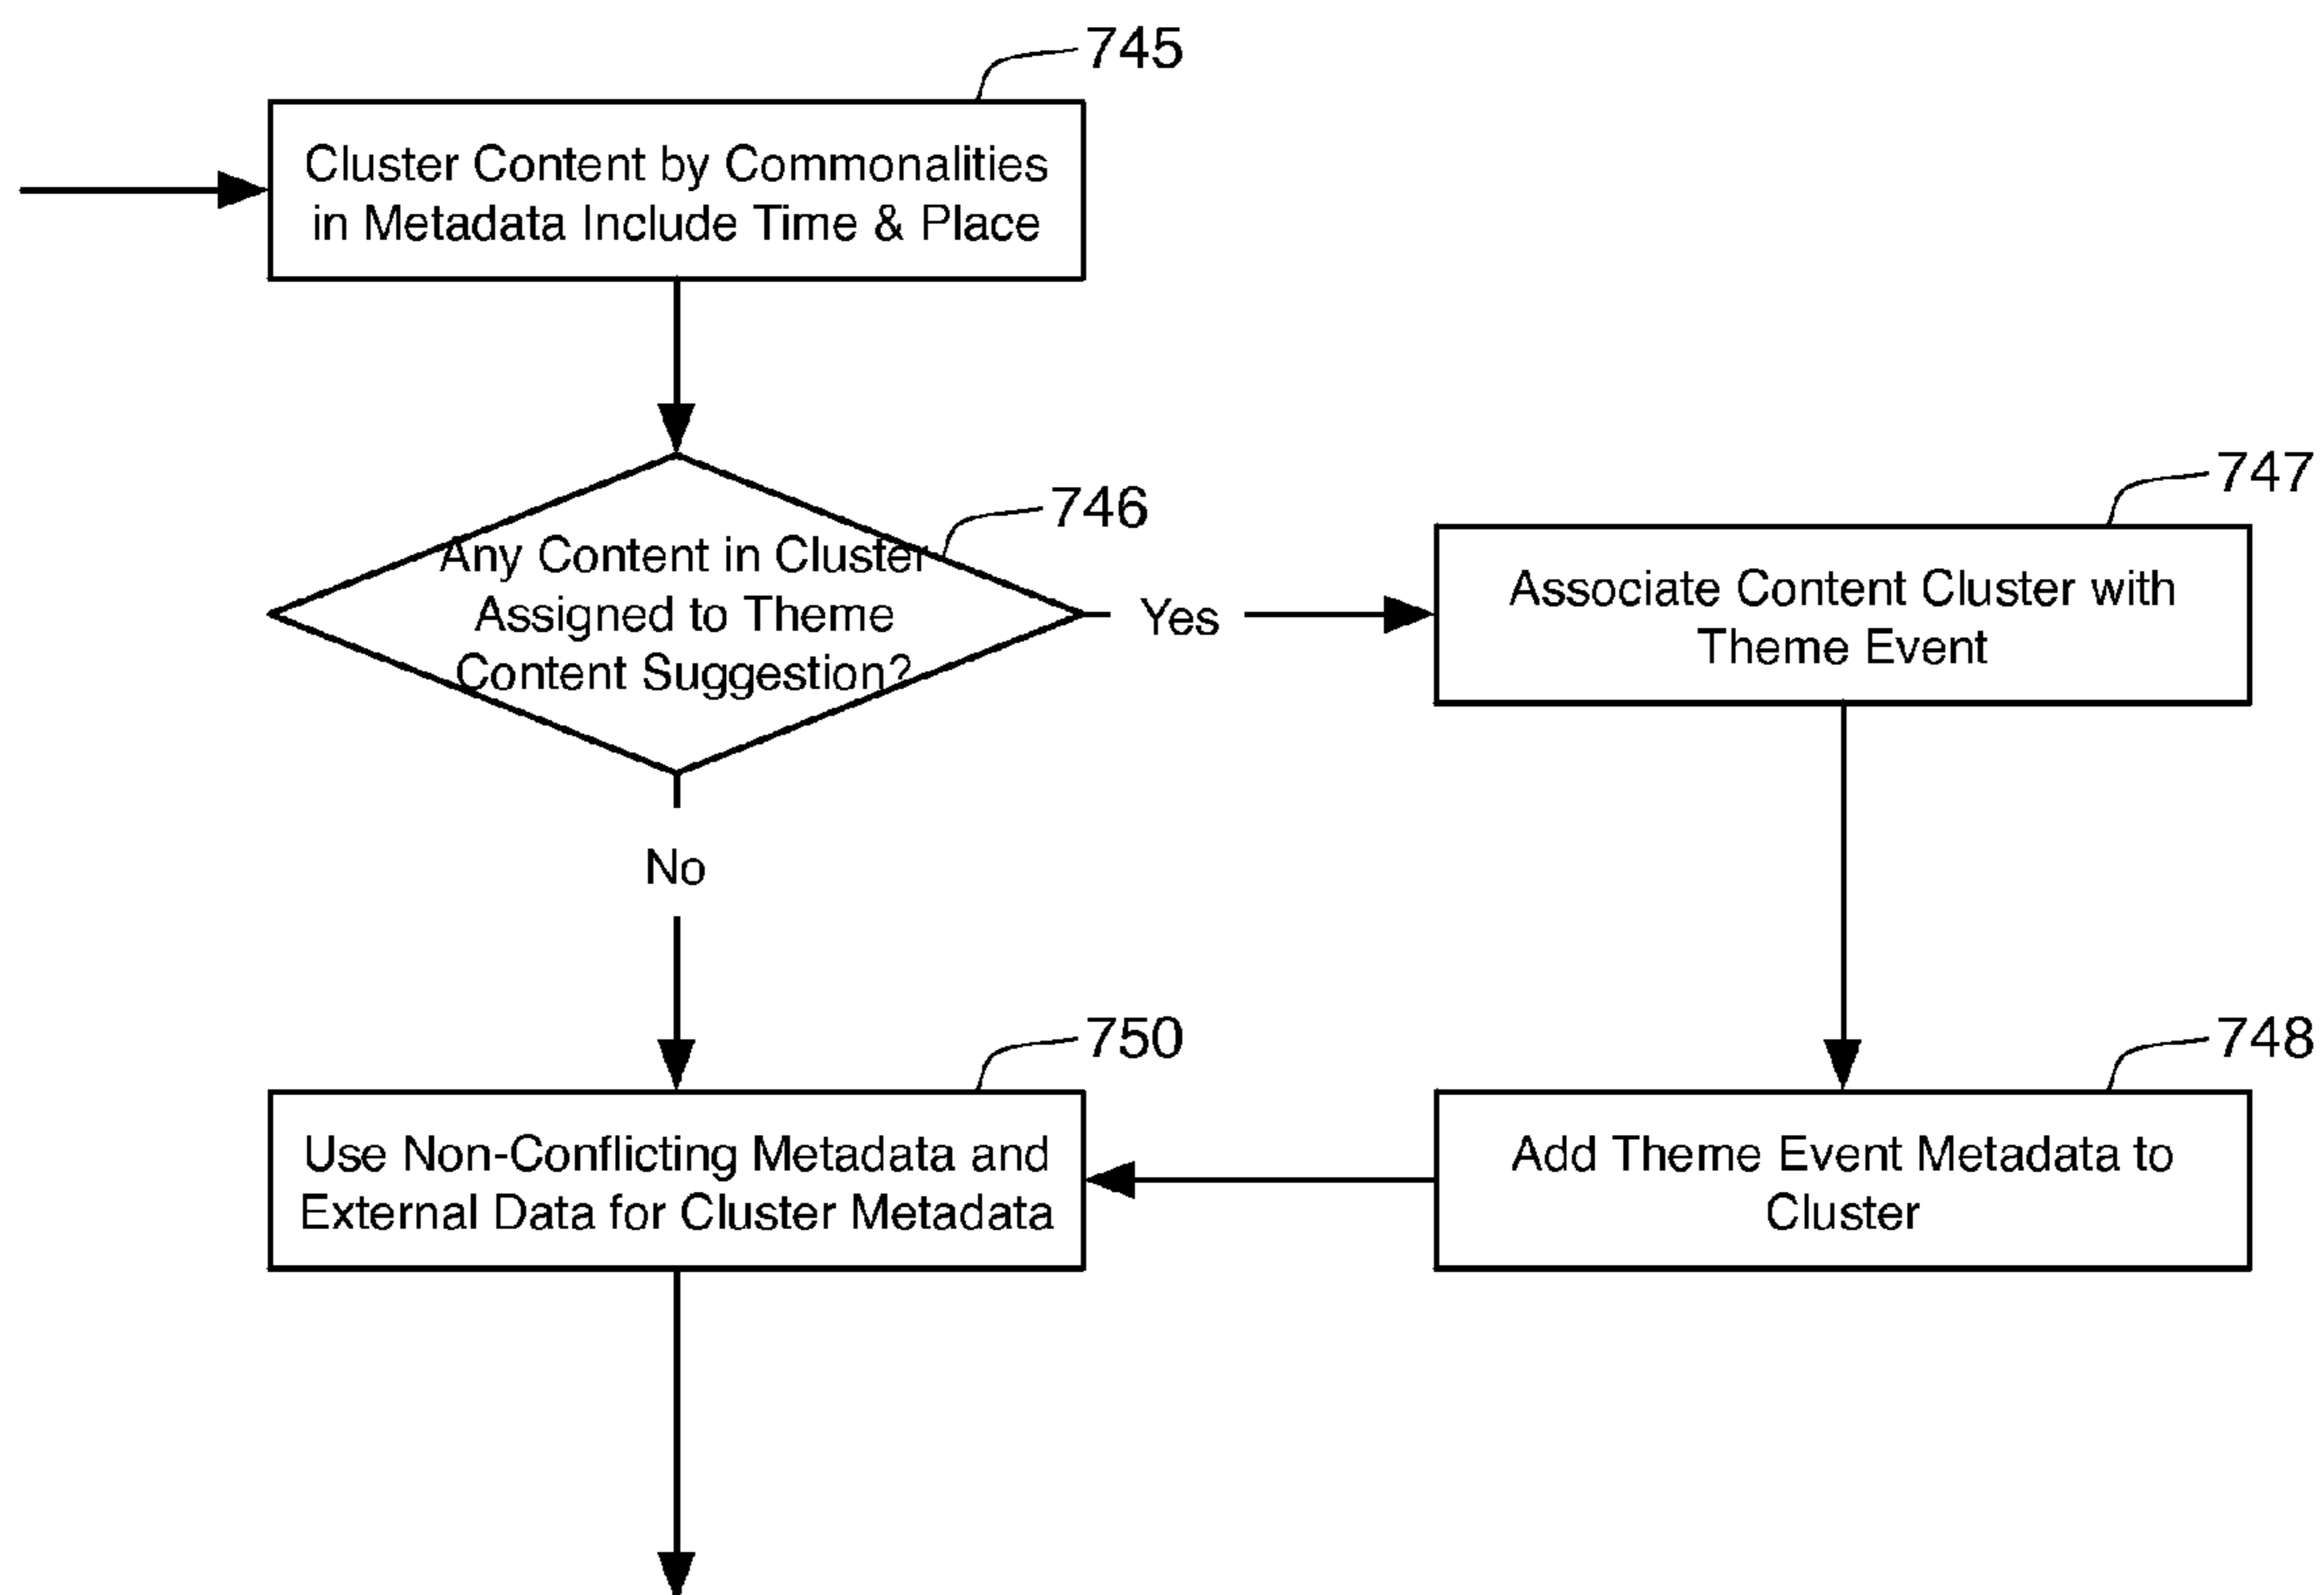 745
Cluster Content by Commonalities
in Metadata Include Time & Place
746
Any Content in Cluster
Assigned to Theme
Content Suggestion?
Yes
747
Associate Content Cluster with
Theme Event
No
750
Use Non-Conflicting Metadata and
External Data for Cluster Metadata
748
Add Theme Event Metadata to
Cluster